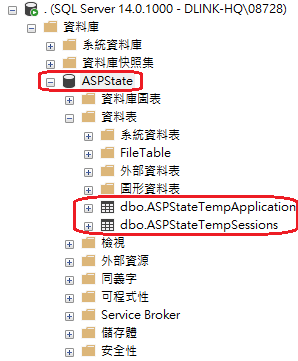 . (SQL Server 14.0.1000 - DLINK-HQ\08728)
資料庫
系統資料庫
資料庫快照集
ASPState
資料庫圖表
資料表
系統資料表
FileTable
外部資料表
圖形資料表
dbo.ASPStateTempApplication
dbo.ASPStateTempSessions
檢視
外部資源
同義字
可程式性
Service Broker
儲存體
安全性